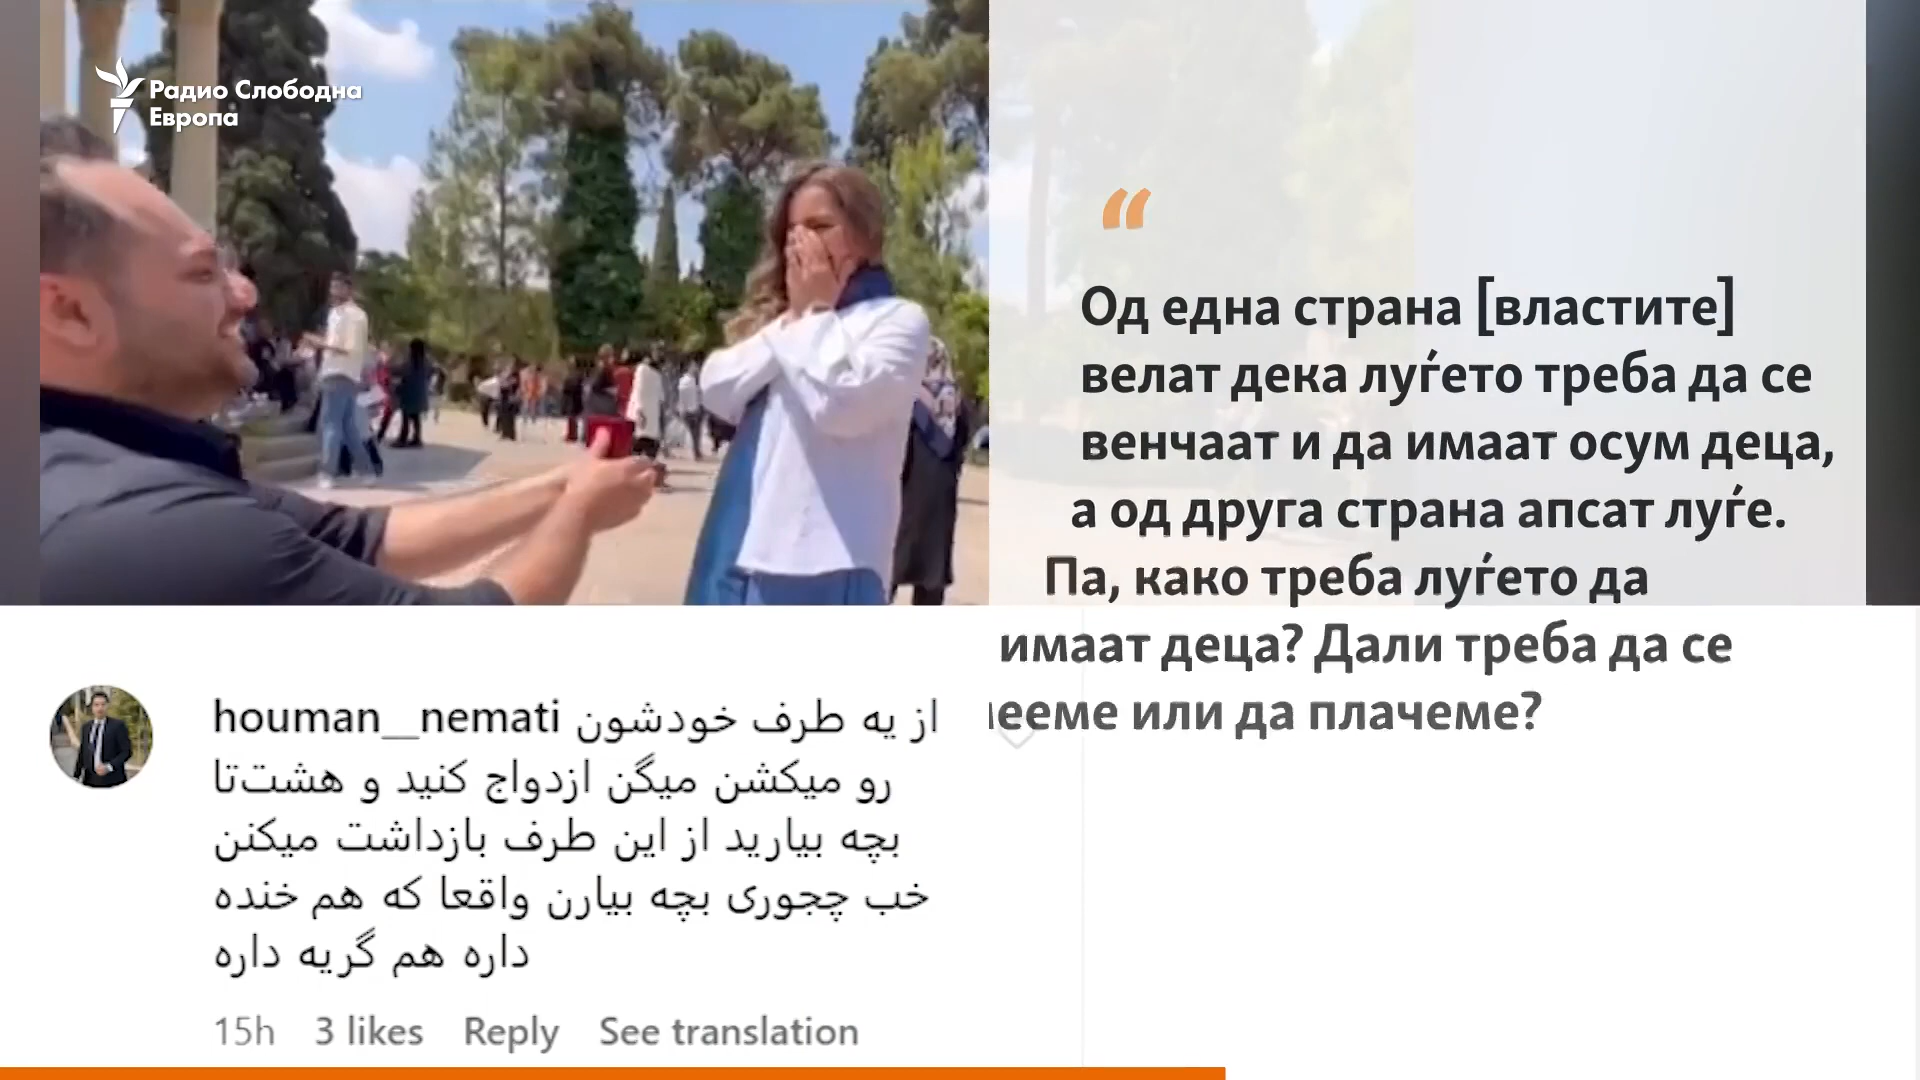 Радио Слободна
Европа
“
Од една страна [властите]
велат дека луѓето треба да се
венчаат и да имаат осум деца,
а од друга страна апсат луѓе.
Па, како треба луѓето да
имаат деца? Дали треба да се
или да плачеме?
houman__nemati از یه طرف خودشون
رو میکشن میگن ازدواج کنید و هشت‌تا
بچه بیارید از این طرف بازداشت میکنن
خب چجوری بچه بیارن واقعا که هم خنده
داره هم گریه داره
15h 3 likes Reply See translation